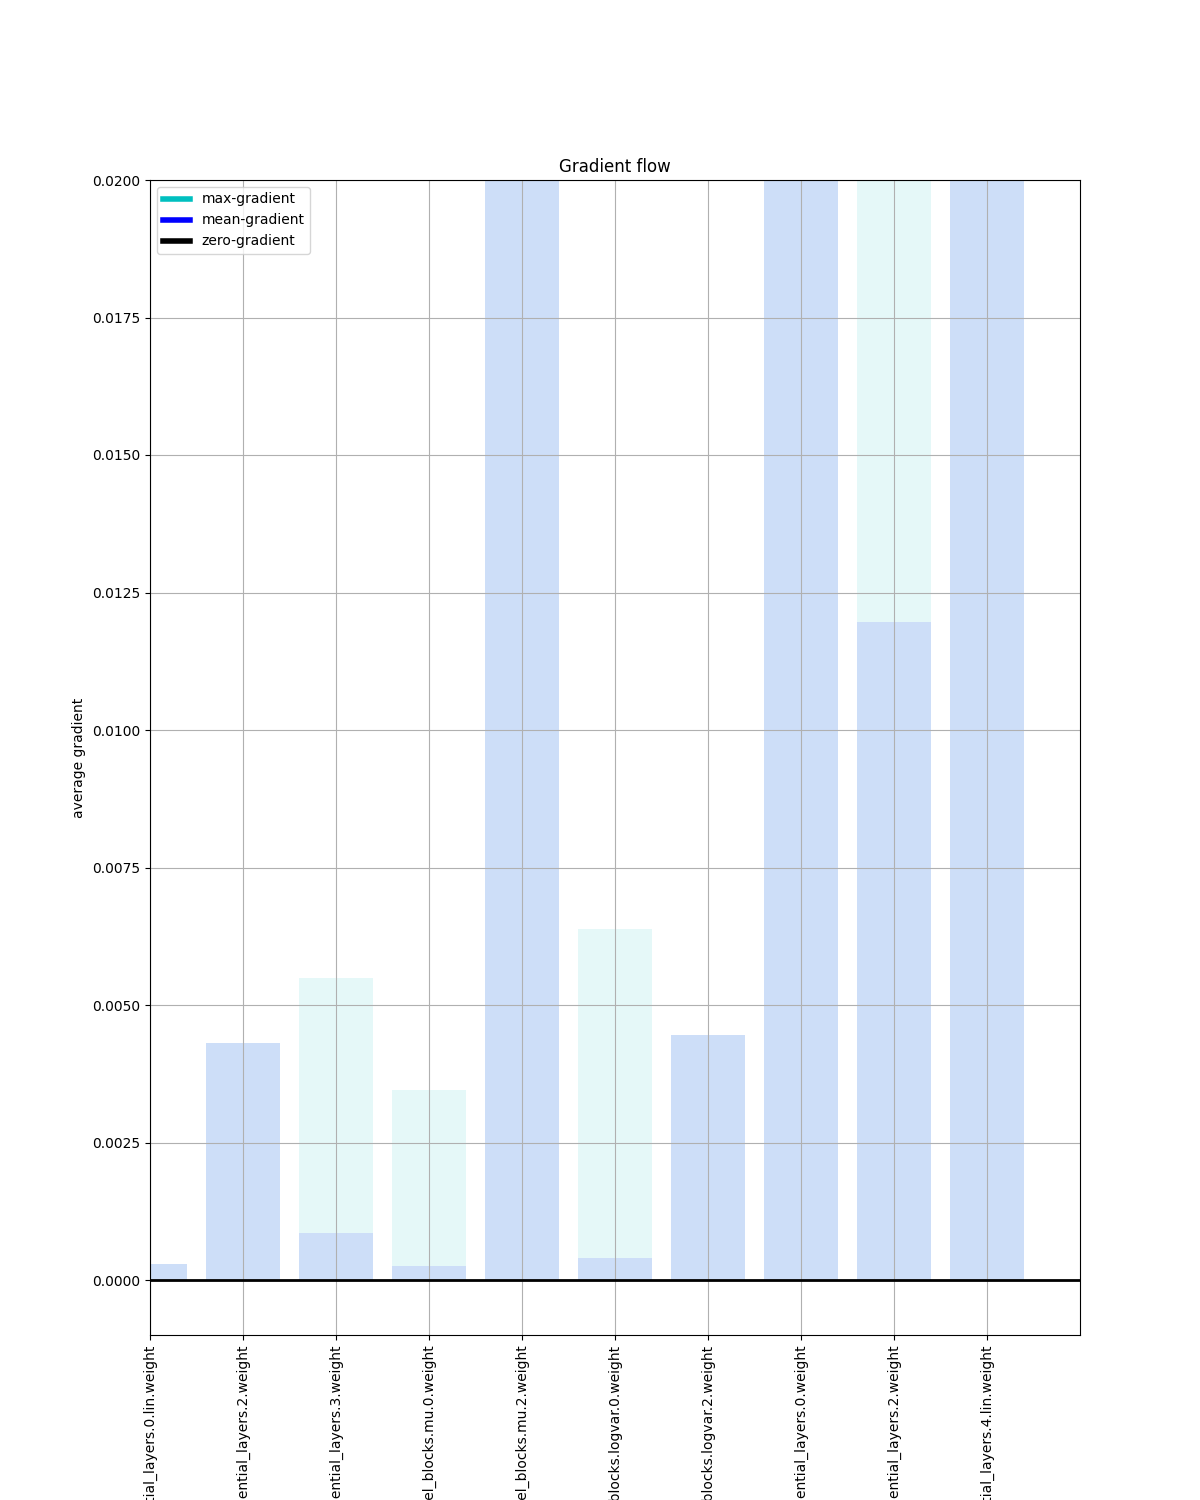 Gradient flow
max-gradient
mean-gradient
zero-gradient
0.0200
0.0175
0.0150
0.0125
0.0100
0.0075
0.0050
0.0025
0.0000
average gradient
tial_layers.0.lin.weight
ential_layers.2.weight
ential_layers.3.weight
el_blocks.mu.0.weight
el_blocks.mu.2.weight
blocks.logvar.0.weight
blocks.logvar.2.weight
ential_layers.0.weight
ential_layers.2.weight
tial_layers.4.lin.weight